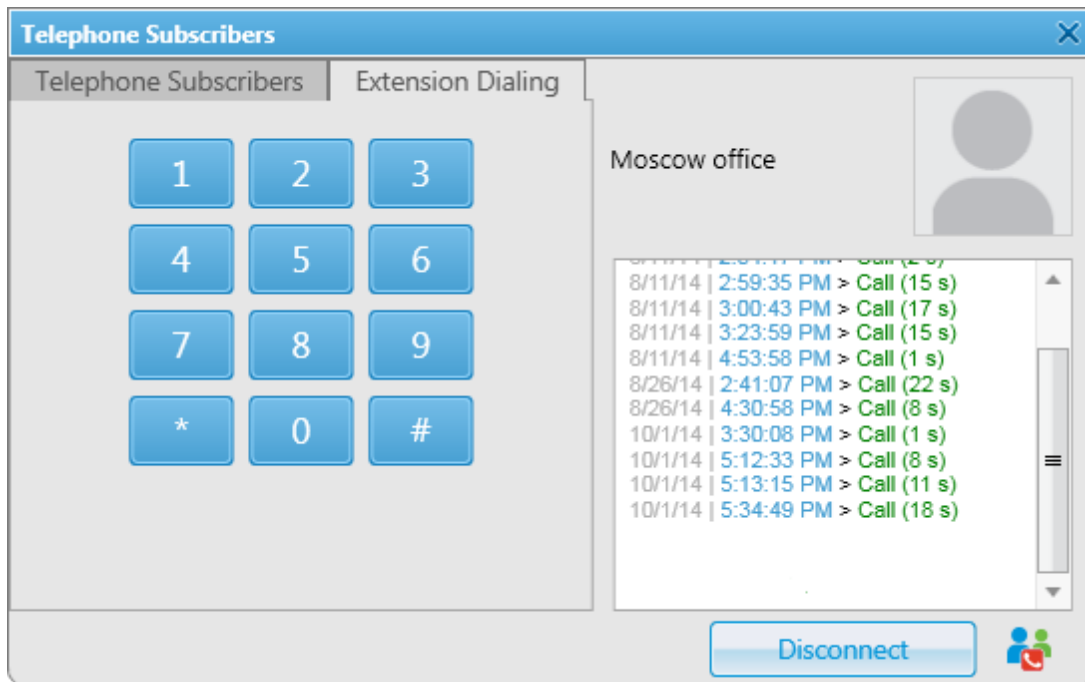 Telephone Subscribers
Telephone Subscribers Extension Dialing
Moscow office
1 2 3
4 5 6
7 8 9
* 0 #
8/11/14 | 2:59:35 PM > Call (15 s)
8/11/14 | 3:00:43 PM > Call (17 s)
8/11/14 | 3:23:59 PM > Call (15 s)
8/11/14 | 4:53:58 PM > Call (1 s)
8/26/14 | 2:41:07 PM > Call (22 s)
8/26/14 | 4:30:58 PM > Call (8 s)
10/1/14 | 3:30:08 PM > Call (1 s)
10/1/14 | 5:12:33 PM > Call (8 s)
10/1/14 | 5:13:15 PM > Call (11 s)
10/1/14 | 5:34:49 PM > Call (18 s)
Disconnect